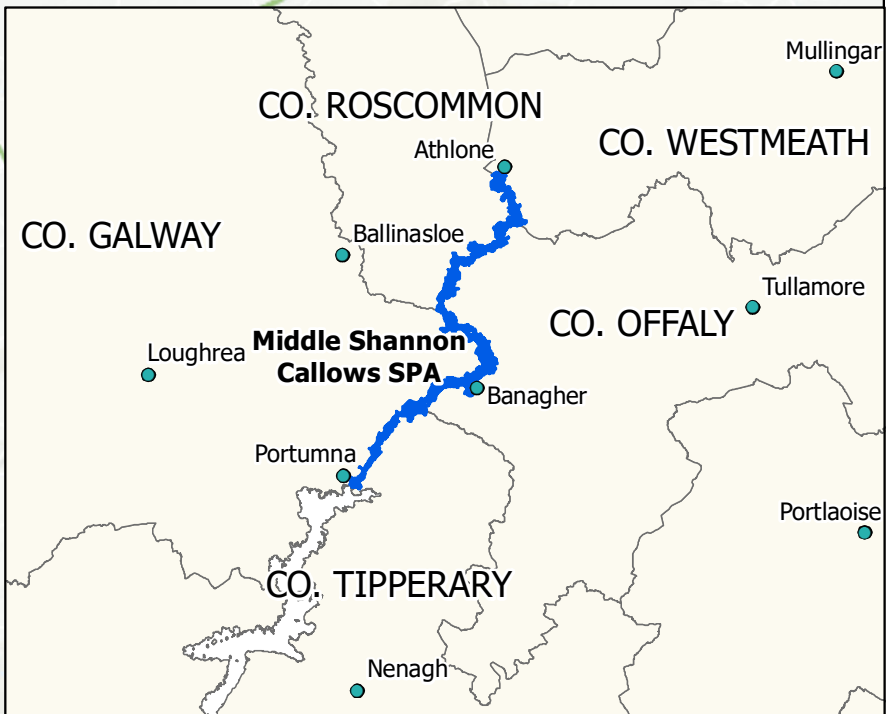 Mullingar
CO. ROSCOMMON
CO. WESTMEATH
Athlone
CO. GALWAY
Ballinasloe
Tullamore
CO. OFFALY
Middle Shannon
Callows SPA
Loughrea
Banagher
Portumna
Portlaoise
CO. TIPPERARY
Nenagh